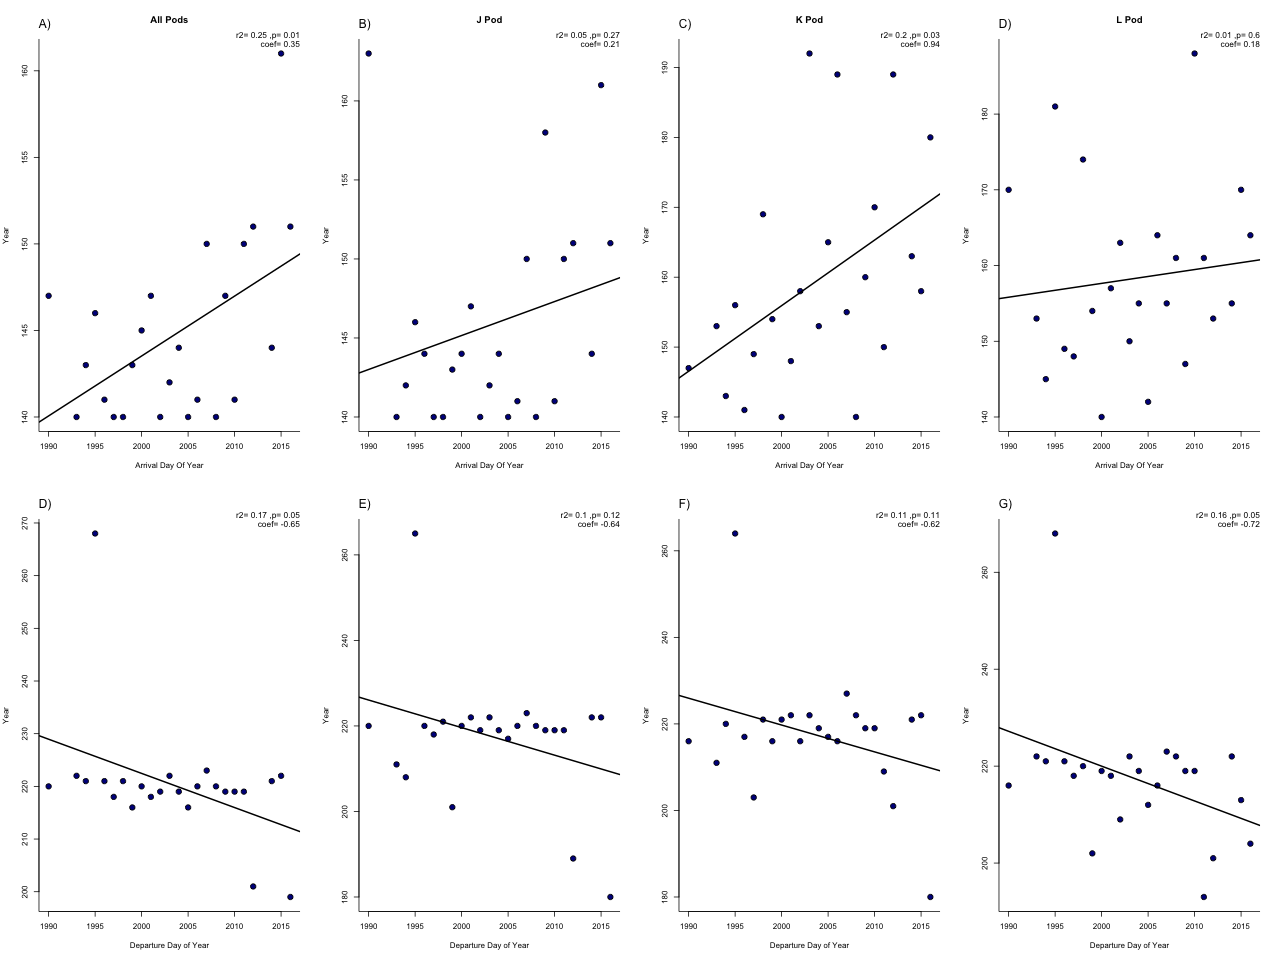 A)
All Pods
r2= 0.25 ,p= 0.01
coef= 0.35
160
155
150
145
140
Year
1990 1995 2000 2005 2010 2015
Arrival Day Of Year
B)
J Pod
r2= 0.05 ,p= 0.27
coef= 0.21
160
155
150
145
140
Year
1990 1995 2000 2005 2010 2015
Arrival Day Of Year
C)
K Pod
r2= 0.2 ,p= 0.03
coef= 0.94
190
180
170
160
150
140
Year
1990 1995 2000 2005 2010 2015
Arrival Day Of Year
D)
L Pod
r2= 0.01 ,p= 0.6
coef= 0.18
180
170
160
150
140
Year
1990 1995 2000 2005 2010 2015
Arrival Day Of Year
D)
r2= 0.17 ,p= 0.05
coef= -0.65
270
260
250
240
230
220
210
200
Year
1990 1995 2000 2005 2010 2015
Departure Day of Year
E)
r2= 0.1 ,p= 0.12
coef= -0.64
260
240
220
200
180
Year
1990 1995 2000 2005 2010 2015
Departure Day of Year
F)
r2= 0.11 ,p= 0.11
coef= -0.62
260
240
220
200
180
Year
1990 1995 2000 2005 2010 2015
Departure Day of Year
G)
r2= 0.16 ,p= 0.05
coef= -0.72
260
240
220
200
Year
1990 1995 2000 2005 2010 2015
Departure Day of Year